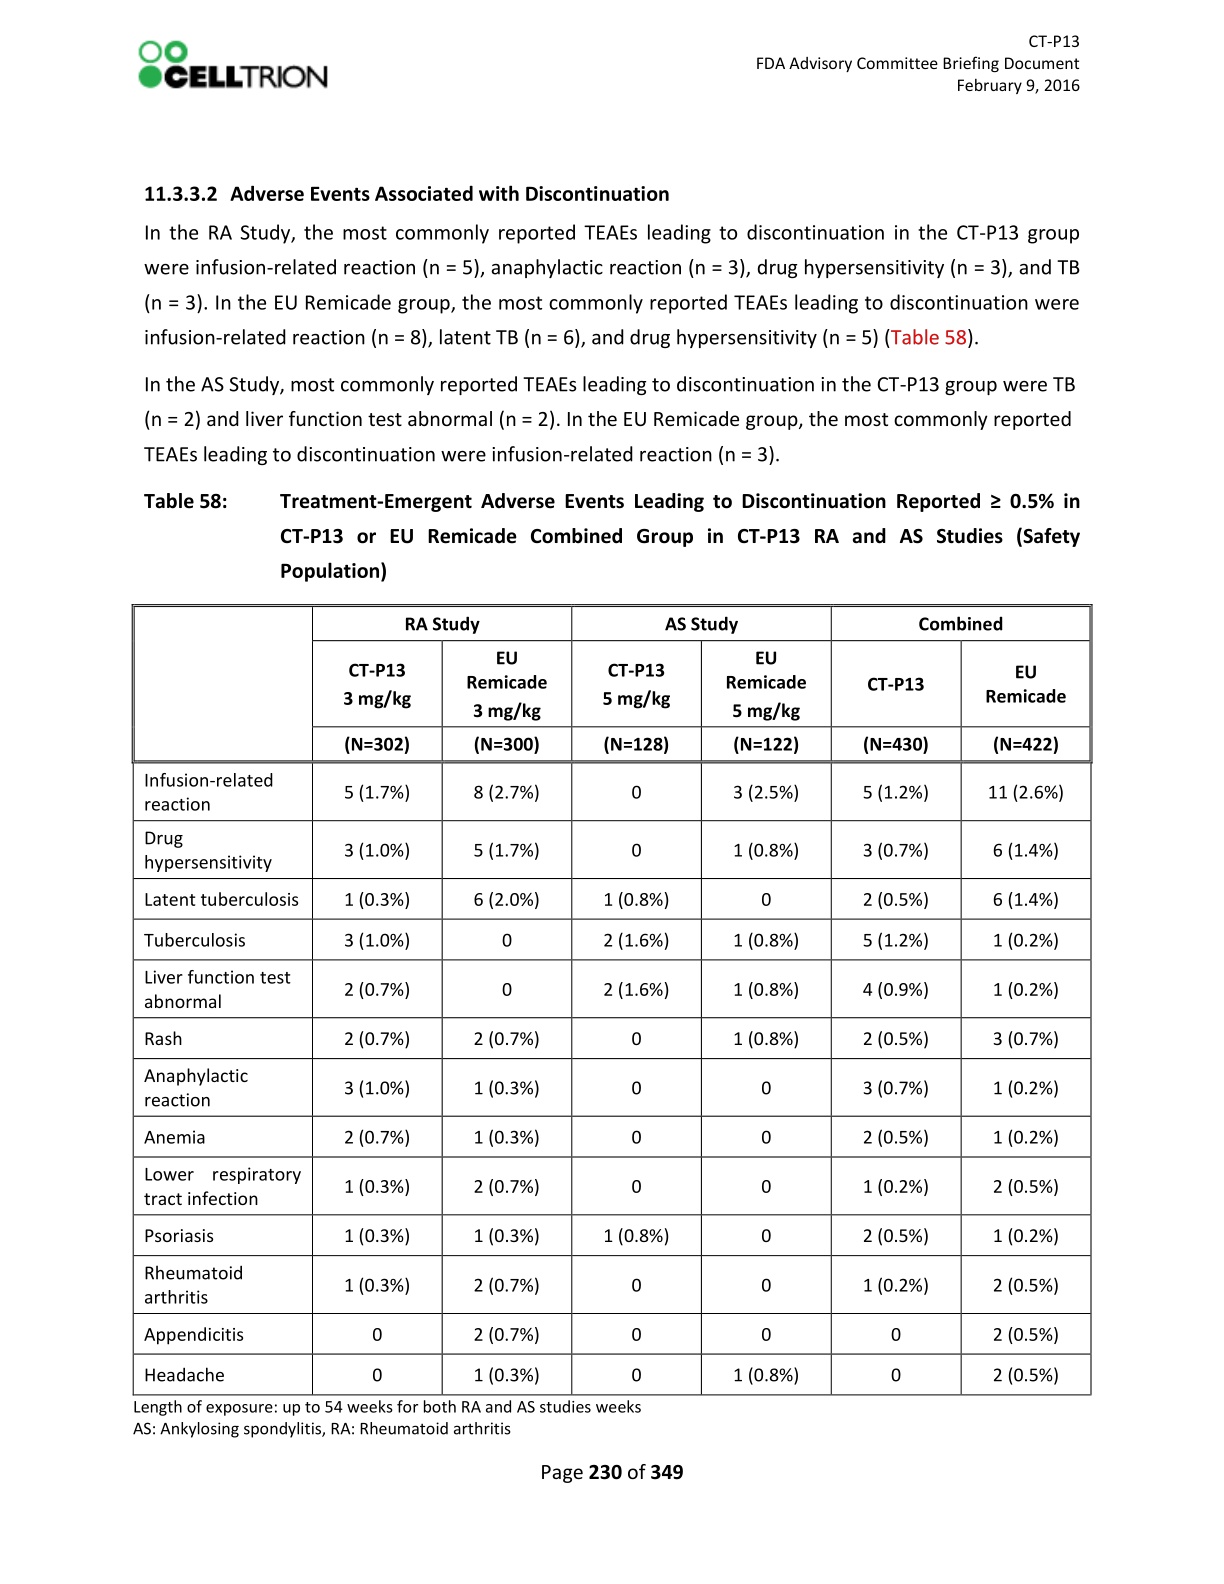 CELLTRION
CT-P13
FDA Advisory Committee Briefing Document
February 9, 2016
11.3.3.2 Adverse Events Associated with Discontinuation
In the RA Study, the most commonly reported TEAEs leading to discontinuation in the CT-P13 group
were infusion-related reaction (n = 5), anaphylactic reaction (n = 3), drug hypersensitivity (n = 3), and TB
(n = 3). In the EU Remicade group, the most commonly reported TEAEs leading to discontinuation were
infusion-related reaction (n = 8), latent TB (n = 6), and drug hypersensitivity (n = 5) (Table 58).
In the AS Study, most commonly reported TEAEs leading to discontinuation in the CT-P13 group were TB
(n = 2) and liver function test abnormal (n = 2). In the EU Remicade group, the most commonly reported
TEAEs leading to discontinuation were infusion-related reaction (n = 3).
Table 58: Treatment-Emergent Adverse Events Leading to Discontinuation Reported ≥ 0.5% in
CT-P13 or EU Remicade Combined Group in CT-P13 RA and AS Studies (Safety
Population)
RA Study AS Study Combined
CT-P13
3 mg/kg
EU
Remicade
3 mg/kg
CT-P13
5 mg/kg
EU
Remicade
5 mg/kg
CT-P13
EU
Remicade
(N=302) (N=300) (N=128) (N=122) (N=430) (N=422)
Infusion-related
reaction
5 (1.7%) 8 (2.7%) 0 3 (2.5%) 5 (1.2%) 11 (2.6%)
Drug
hypersensitivity
3 (1.0%) 5 (1.7%) 0 1 (0.8%) 3 (0.7%) 6 (1.4%)
Latent tuberculosis 1 (0.3%) 6 (2.0%) 1 (0.8%) 0 2 (0.5%) 6 (1.4%)
Tuberculosis 3 (1.0%) 0 2 (1.6%) 1 (0.8%) 5 (1.2%) 1 (0.2%)
Liver function test
abnormal
2 (0.7%) 0 2 (1.6%) 1 (0.8%) 4 (0.9%) 1 (0.2%)
Rash 2 (0.7%) 2 (0.7%) 0 1 (0.8%) 2 (0.5%) 3 (0.7%)
Anaphylactic
reaction
3 (1.0%) 1 (0.3%) 0 0 3 (0.7%) 1 (0.2%)
Anemia 2 (0.7%) 1 (0.3%) 0 0 2 (0.5%) 1 (0.2%)
Lower respiratory
tract infection
1 (0.3%) 2 (0.7%) 0 0 1 (0.2%) 2 (0.5%)
Psoriasis 1 (0.3%) 1 (0.3%) 1 (0.8%) 0 2 (0.5%) 1 (0.2%)
Rheumatoid
arthritis
1 (0.3%) 2 (0.7%) 0 0 1 (0.2%) 2 (0.5%)
Appendicitis 0 2 (0.7%) 0 0 0 2 (0.5%)
Headache 0 1 (0.3%) 0 1 (0.8%) 0 2 (0.5%)
Length of exposure: up to 54 weeks for both RA and AS studies weeks
AS: Ankylosing spondylitis, RA: Rheumatoid arthritis
Page 230 of 349